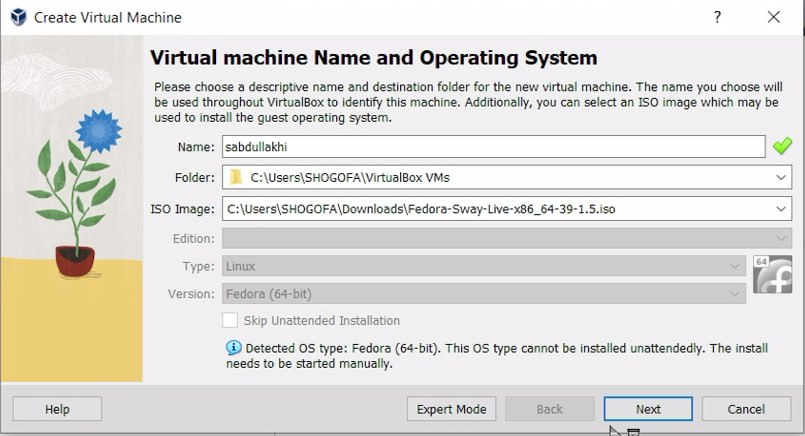 Create Virtual Machine
?
Virtual machine Name and Operating System
Please choose a descriptive name and destination folder for the new virtual machine. The name you choose will
be used throughout VirtualBox to identify this machine. Additionally, you can select an ISO image which may be
used to install the guest operating system.
Name: sabdullakhi
Folder: C:\Users\SHOGOFA\VirtualBox VMs
ISO Image: C:\Users\SHOGOFA\Downloads\Fedora-Sway-Live-x86_64-39-1.5.iso
Edition:
Type: Linux
64
Version: Fedora (64-bit)
Skip Unattended Installation
Detected OS type: Fedora (64-bit). This OS type cannot be installed unattendedly. The install
needs to be started manually.
Help Expert Mode Back Next Cancel